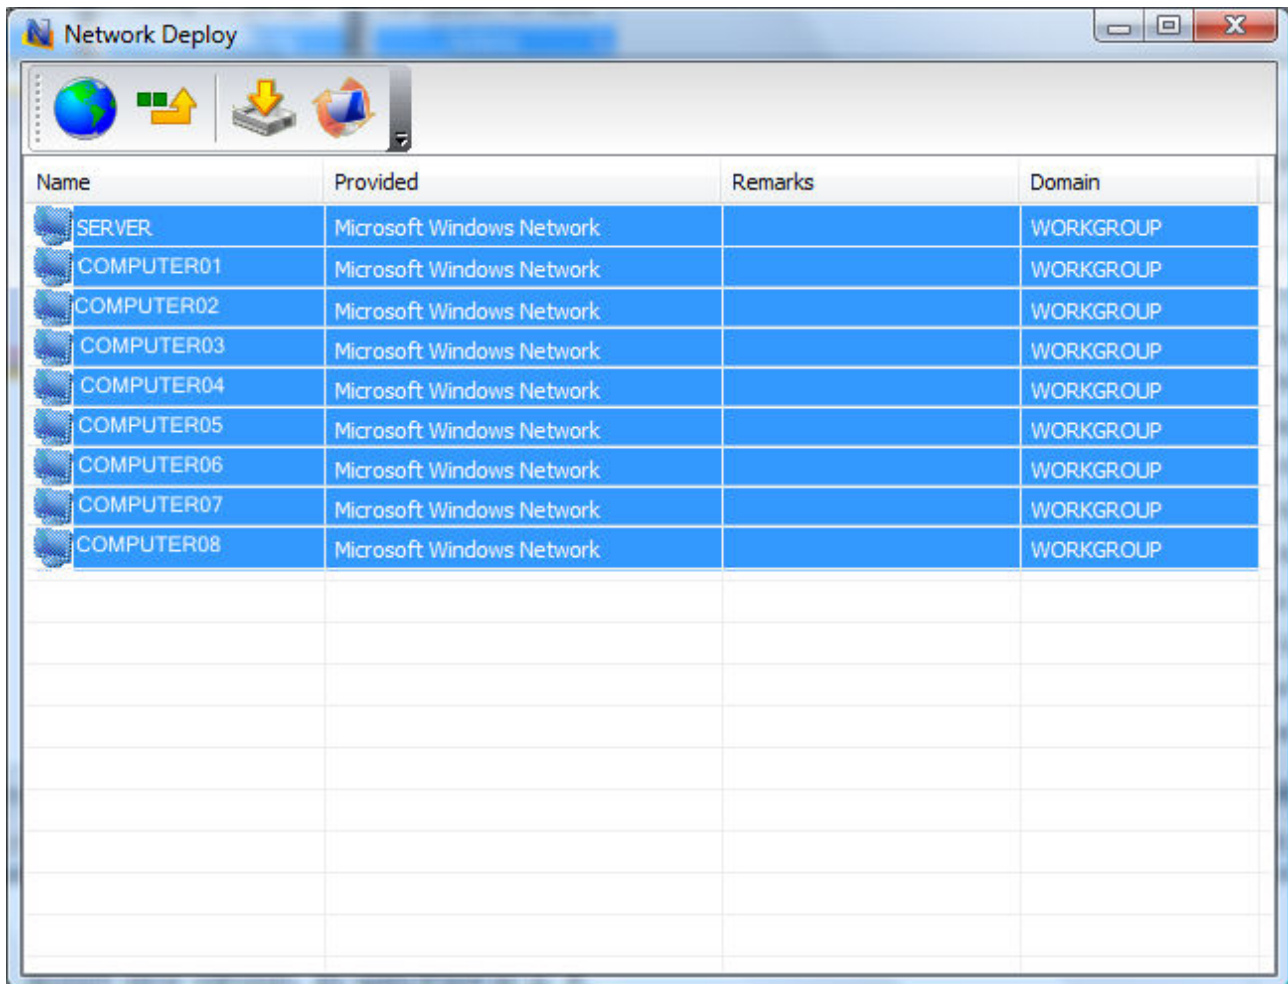 Network Deploy
Name Provided Remarks Domain
SERVER Microsoft Windows Network WORKGROUP
COMPUTER01 Microsoft Windows Network WORKGROUP
COMPUTER02 Microsoft Windows Network WORKGROUP
COMPUTER03 Microsoft Windows Network WORKGROUP
COMPUTER04 Microsoft Windows Network WORKGROUP
COMPUTER05 Microsoft Windows Network WORKGROUP
COMPUTER06 Microsoft Windows Network WORKGROUP
COMPUTER07 Microsoft Windows Network WORKGROUP
COMPUTER08 Microsoft Windows Network WORKGROUP